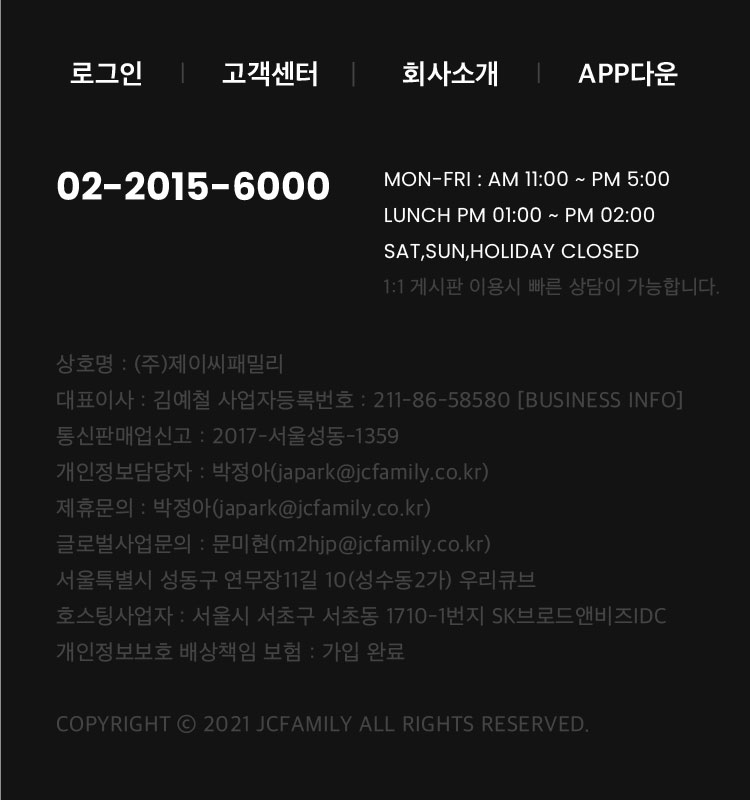 로그인 | 고객센터 | 회사소개 | APP다운
02-2015-6000
MON-FRI : AM 11:00 ~ PM 5:00
LUNCH PM 01:00 ~ PM 02:00
SAT,SUN,HOLIDAY CLOSED
1:1 게시판 이용시 빠른 상담이 가능합니다.
상호명 : (주)제이씨패밀리
대표이사 : 김예철 사업자등록번호 : 211-86-58580 [BUSINESS INFO]
통신판매업신고 : 2017-서울성동-1359
개인정보담당자 : 박정아(japark@jcfamily.co.kr)
제휴문의 : 박정아(japark@jcfamily.co.kr)
글로벌사업문의 : 문미현(m2hjp@jcfamily.co.kr)
서울특별시 성동구 연무장11길 10(성수동2가) 우리큐브
호스팅사업자 : 서울시 서초구 서초동 1710-1번지 SK브로드앤비즈IDC
개인정보보호 배상책임 보험 : 가입 완료
COPYRIGHT ⓒ 2021 JCFAMILY ALL RIGHTS RESERVED.